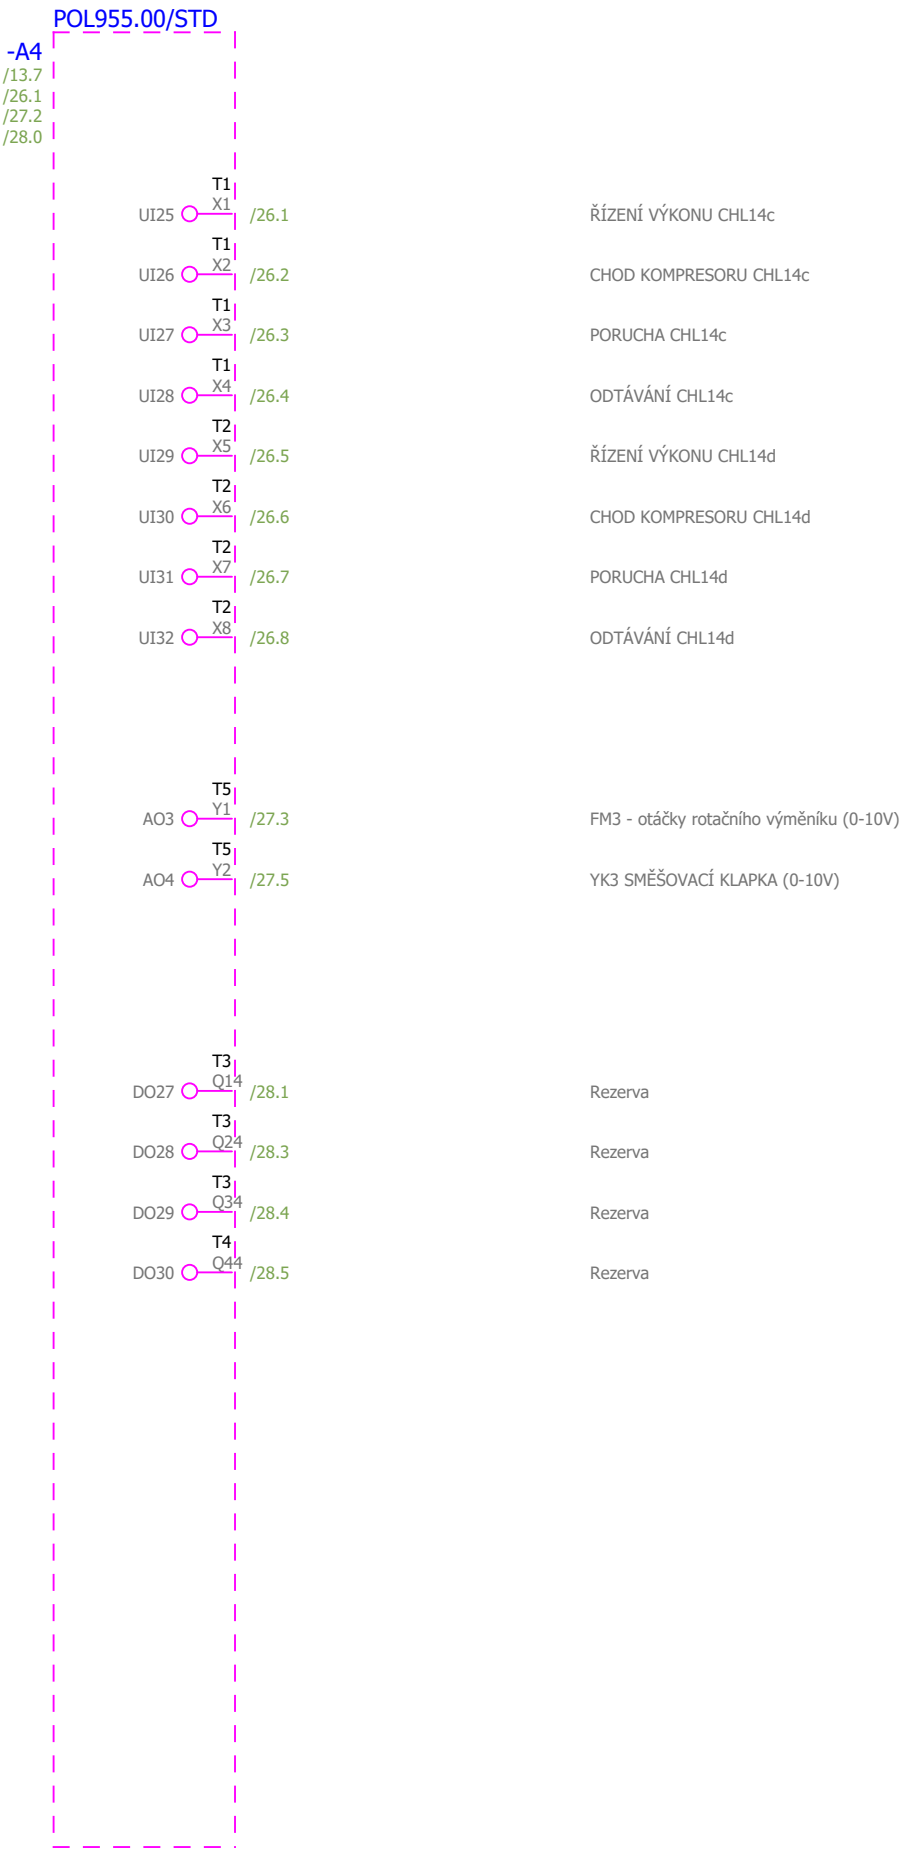 POL955.00/STD
-A4
/13.7
/26.1
/27.2
/28.0
T1
UI25 X1 /26.1 ŘÍZENÍ VÝKONU CHL14c
T1
UI26 X2 /26.2 CHOD KOMPRESORU CHL14c
T1
UI27 X3 /26.3 PORUCHA CHL14c
T1
UI28 X4 /26.4 ODTÁVÁNÍ CHL14c
T2
UI29 X5 /26.5 ŘÍZENÍ VÝKONU CHL14d
T2
UI30 X6 /26.6 CHOD KOMPRESORU CHL14d
T2
UI31 X7 /26.7 PORUCHA CHL14d
T2
UI32 X8 /26.8 ODTÁVÁNÍ CHL14d
T5
AO3 Y1 /27.3 FM3 - otáčky rotačního výměníku (0-10V)
T5
AO4 Y2 /27.5 YK3 SMĚŠOVACÍ KLAPKA (0-10V)
T3
DO27 Q14 /28.1 Rezerva
T3
DO28 Q24 /28.3 Rezerva
T3
DO29 Q34 /28.4 Rezerva
T4
DO30 Q44 /28.5 Rezerva